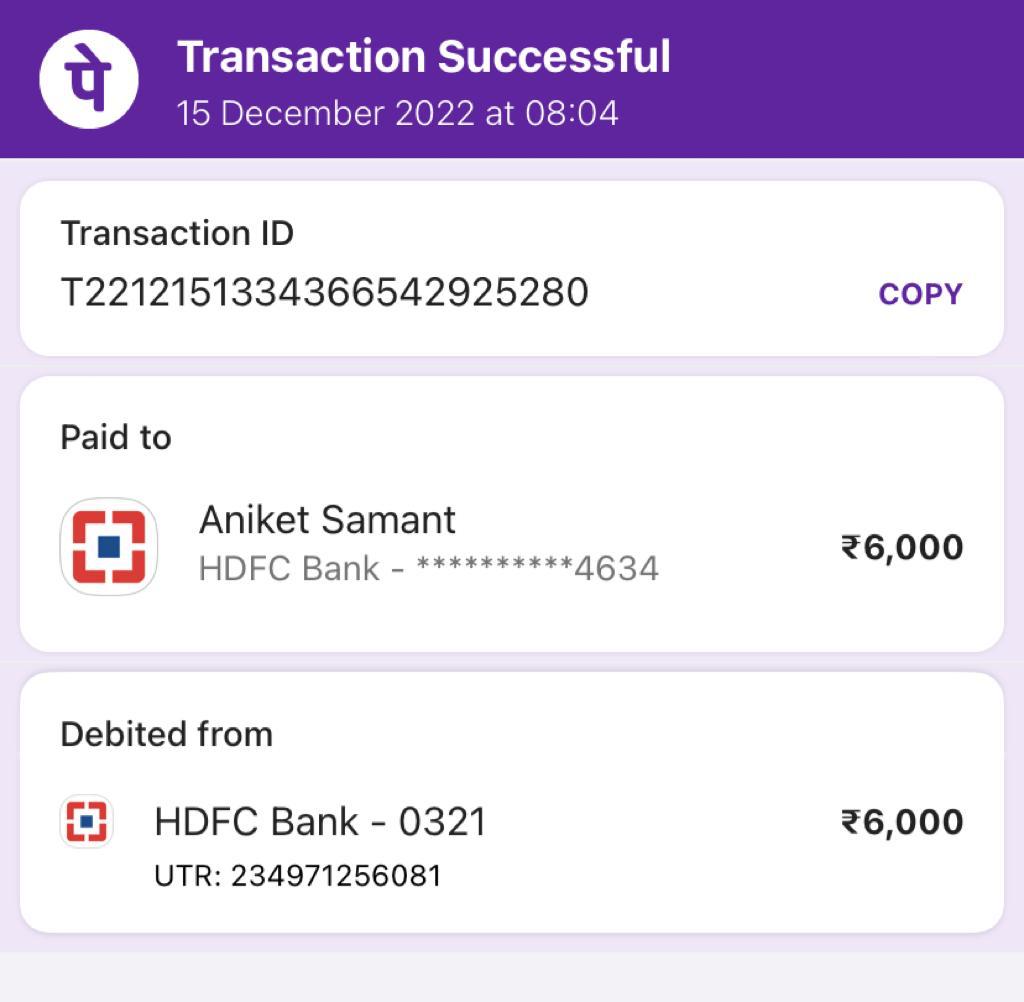 पे
Transaction Successful
15 December 2022 at 08:04
Transaction ID
T2212151334366542925280
COPY
Paid to
Aniket Samant
HDFC Bank - **********4634
₹6,000
Debited from
HDFC Bank - 0321
₹6,000
UTR: 234971256081